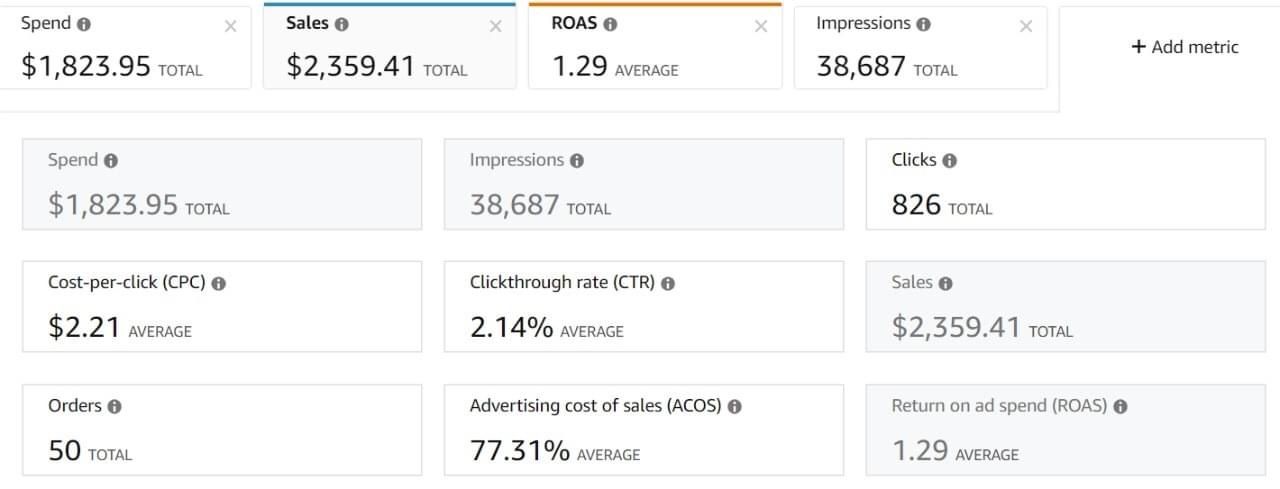 Spend
$1,823.95 TOTAL
Sales
$2,359.41 TOTAL
ROAS
1.29 AVERAGE
Impressions
38,687 TOTAL
+ Add metric
Spend
$1,823.95 TOTAL
Impressions
38,687 TOTAL
Clicks
826 TOTAL
Cost-per-click (CPC)
$2.21 AVERAGE
Clickthrough rate (CTR)
2.14% AVERAGE
Sales
$2,359.41 TOTAL
Orders
50 TOTAL
Advertising cost of sales (ACOS)
77.31% AVERAGE
Return on ad spend (ROAS)
1.29 AVERAGE